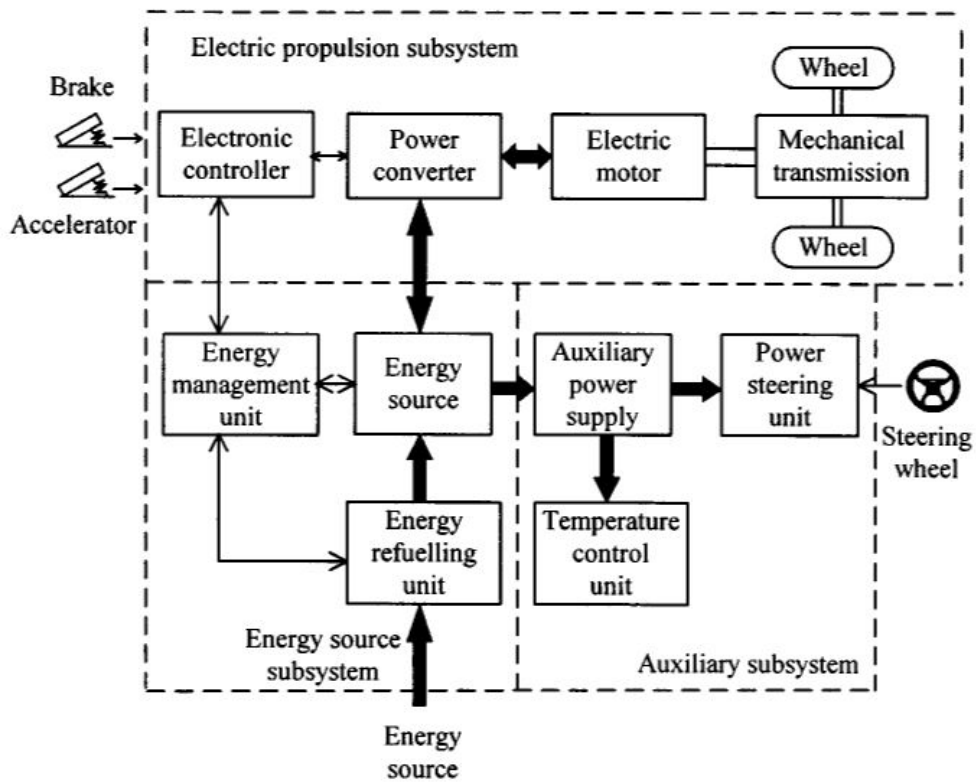 Electric propulsion subsystem
Brake
Accelerator
Electronic
controller
Power
converter
Electric
motor
Mechanical
transmission
Wheel
Wheel
Energy
management
unit
Energy
source
Auxiliary
power
supply
Power
steering
unit
Steering
wheel
Energy
refuelling
unit
Temperature
control
unit
Energy source
subsystem
Auxiliary subsystem
Energy
source